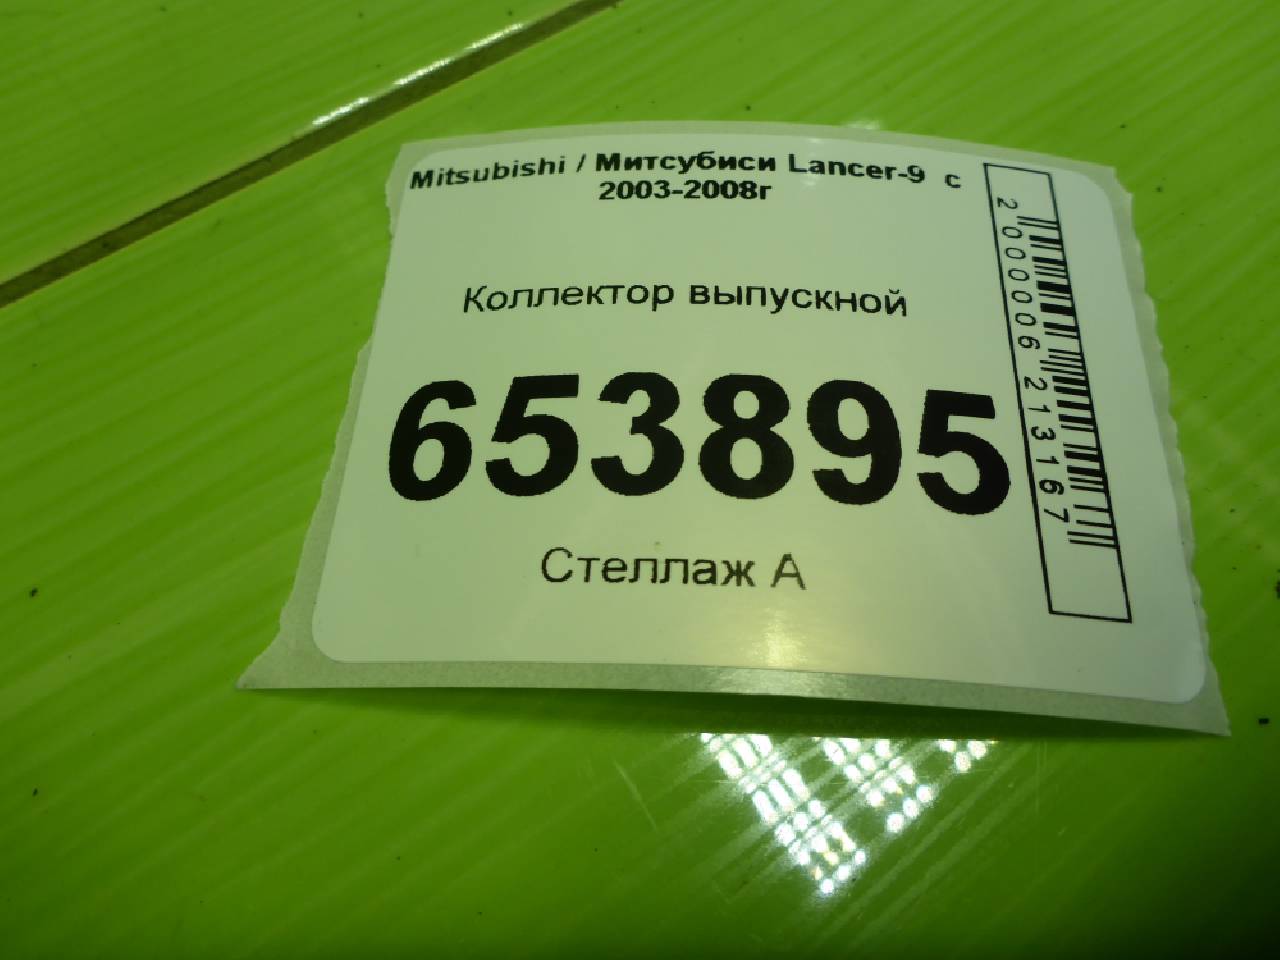 Mitsubishi / Митсубиси Lancer-9 с
2003-2008г
Коллектор выпускной
653895
Стеллаж А
2000006213167